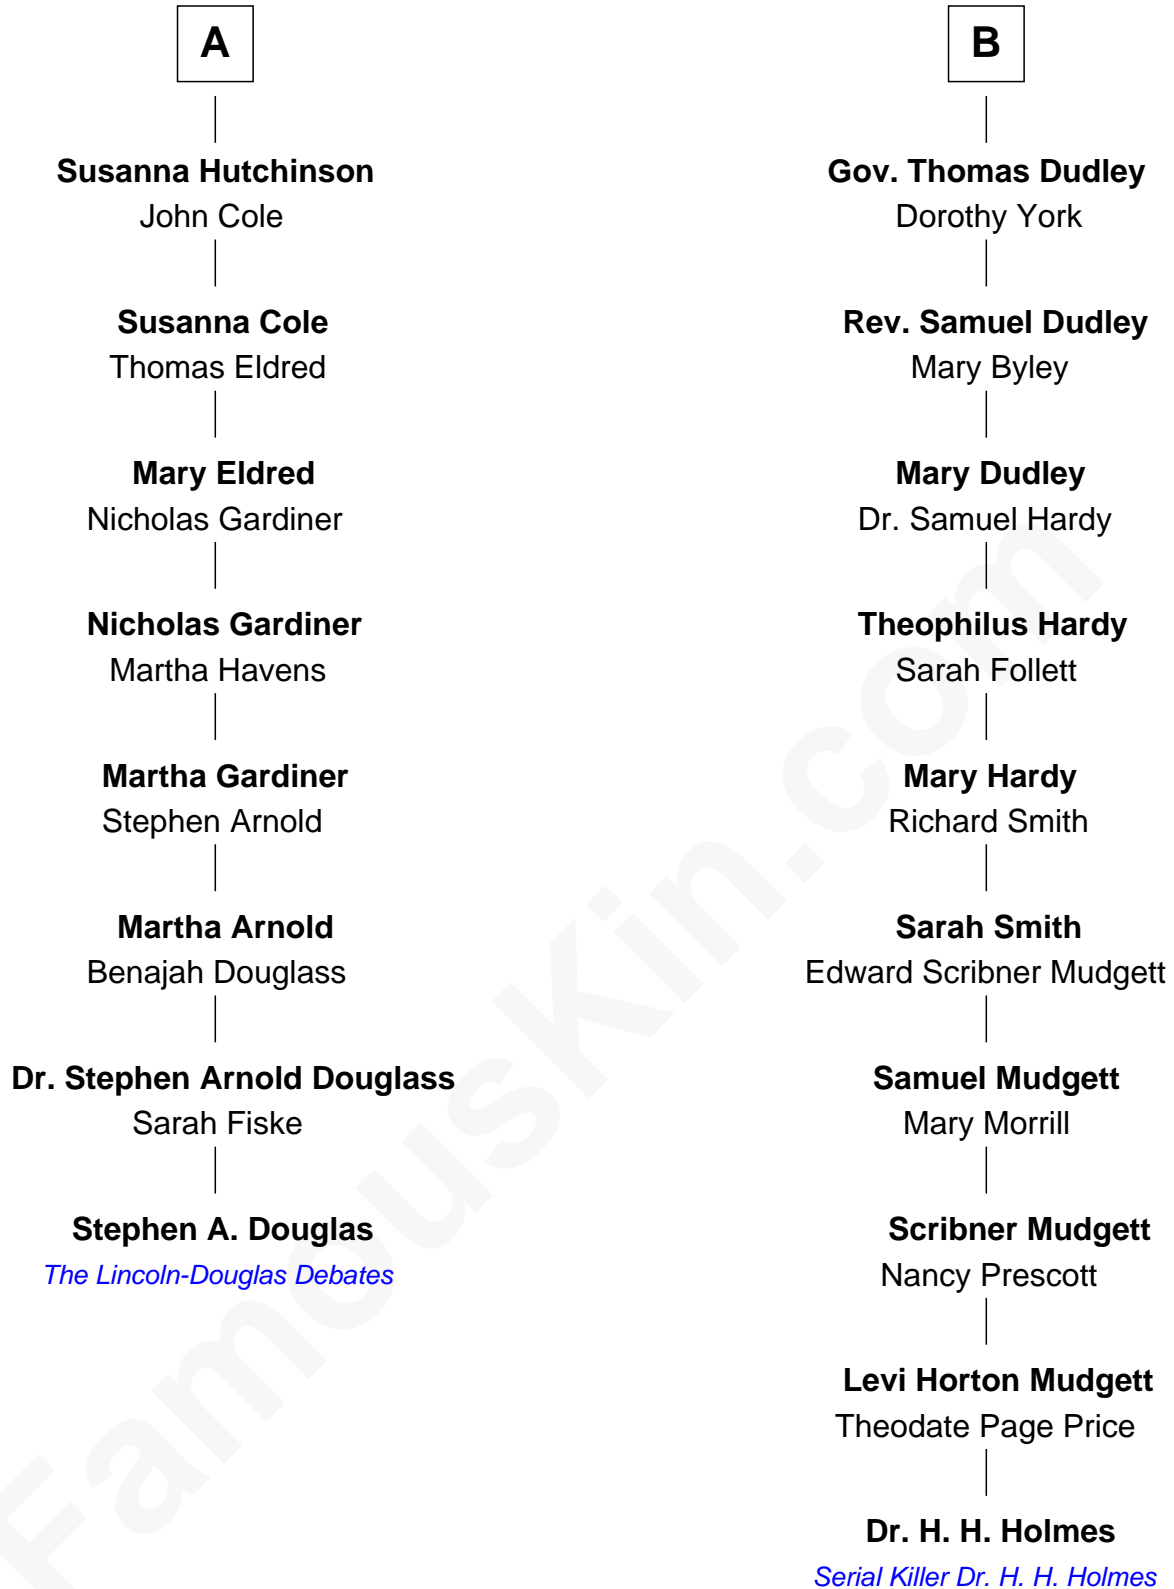 A
Susanna Hutchinson
John Cole
Susanna Cole
Thomas Eldred
Mary Eldred
Nicholas Gardiner
Nicholas Gardiner
Martha Havens
Martha Gardiner
Stephen Arnold
Martha Arnold
Benajah Douglass
Dr. Stephen Arnold Douglass
Sarah Fiske
Stephen A. Douglas
The Lincoln-Douglas Debates
B
Gov. Thomas Dudley
Dorothy York
Rev. Samuel Dudley
Mary Byley
Mary Dudley
Dr. Samuel Hardy
Theophilus Hardy
Sarah Follett
Mary Hardy
Richard Smith
Sarah Smith
Edward Scribner Mudgett
Samuel Mudgett
Mary Morrill
Scribner Mudgett
Nancy Prescott
Levi Horton Mudgett
Theodate Page Price
Dr. H. H. Holmes
Serial Killer Dr. H. H. Holmes
FamousKin.com